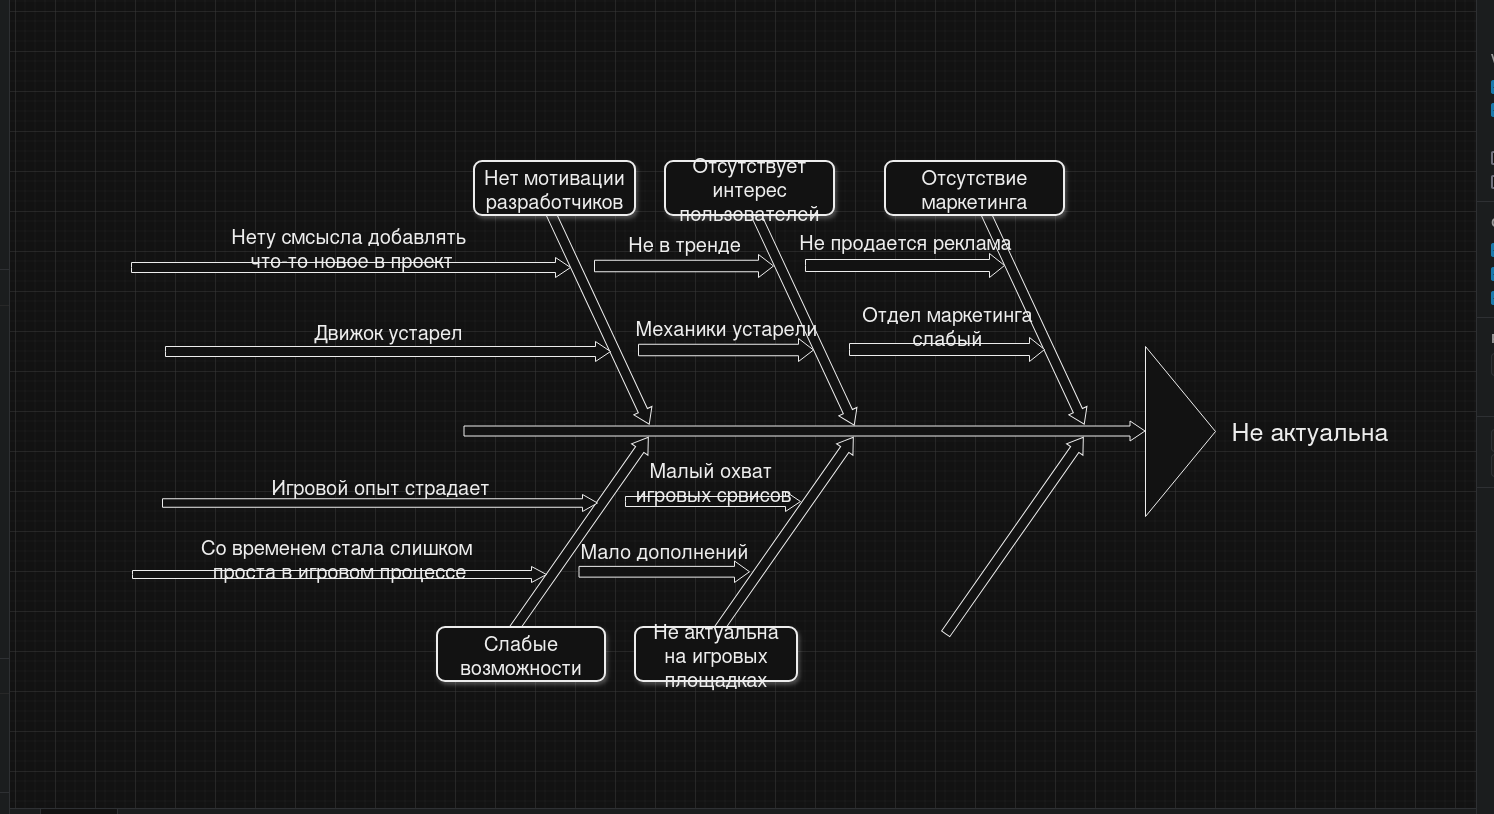 Нет мотивации
разработчиков
Отсутствует
интерес
пользователей
Отсутствие
маркетинга
Нету смсысла добавлять
что-то новое в проект
Не в тренде
Не продается реклама
Движок устарел
Механики устарели
Отдел маркетинга
слабый
Не актуальна
Игровой опыт страдает
Малый охват
игровых српвисов
Со временем стала слишком
проста в игровом процессе
Мало дополнений
Слабые
возможности
Не актуальна
на игровых
площадках